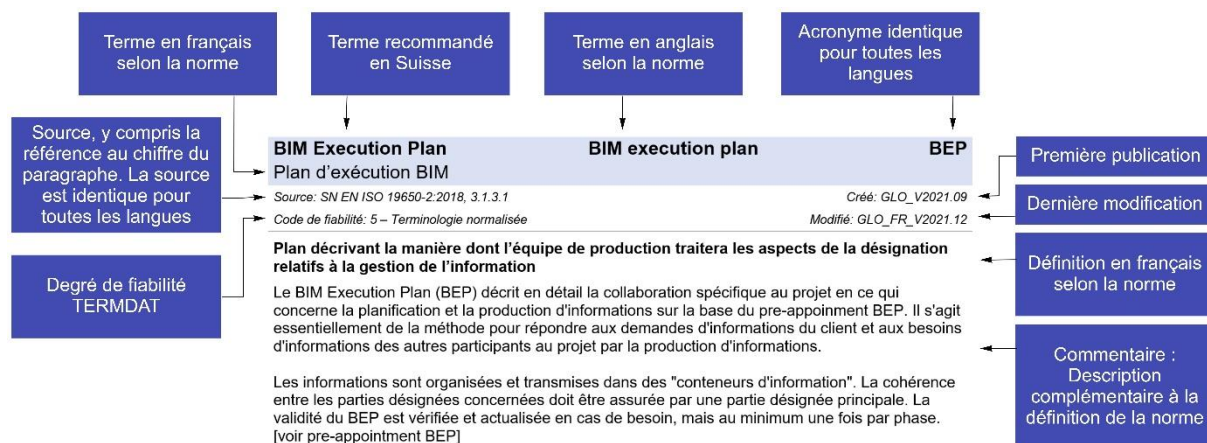 Terme en français
selon la norme
Terme recommandé
en Suisse
Terme en anglais
selon la norme
Acronyme identique
pour toutes les
langues
Source, y compris la
référence au chiffre du
paragraphe. La source
est identique pour
toutes les langues
Degré de fiabilité
TERMDAT
BIM Execution Plan BIM execution plan BEP
Plan d'exécution BIM
Source: SN EN ISO 19650-2:2018, 3.1.3.1 Créé: GLO_V2021.09
Code de fiabilité: 5 – Terminologie normalisée Modifié: GLO_FR_V2021.12
Plan décrivant la manière dont l'équipe de production traitera les aspects de la désignation
relatifs à la gestion de l'information
Le BIM Execution Plan (BEP) décrit en détail la collaboration spécifique au projet en ce qui
concerne la planification et la production d'informations sur la base du pre-appoinment BEP. Il s'agit
essentiellement de la méthode pour répondre aux demandes d'informations du client et aux besoins
d'informations des autres participants au projet par la production d'informations.
Les informations sont organisées et transmises dans des "conteneurs d'information". La cohérence
entre les parties désignées concernées doit être assurée par une partie désignée principale. La
validité du BEP est vérifiée et actualisée en cas de besoin, mais au minimum une fois par phase.
[voir pre-appointment BEP]
Première publication
Dernière modification
Définition en français
selon la norme
Commentaire :
Description
complémentaire à la
définition de la norme